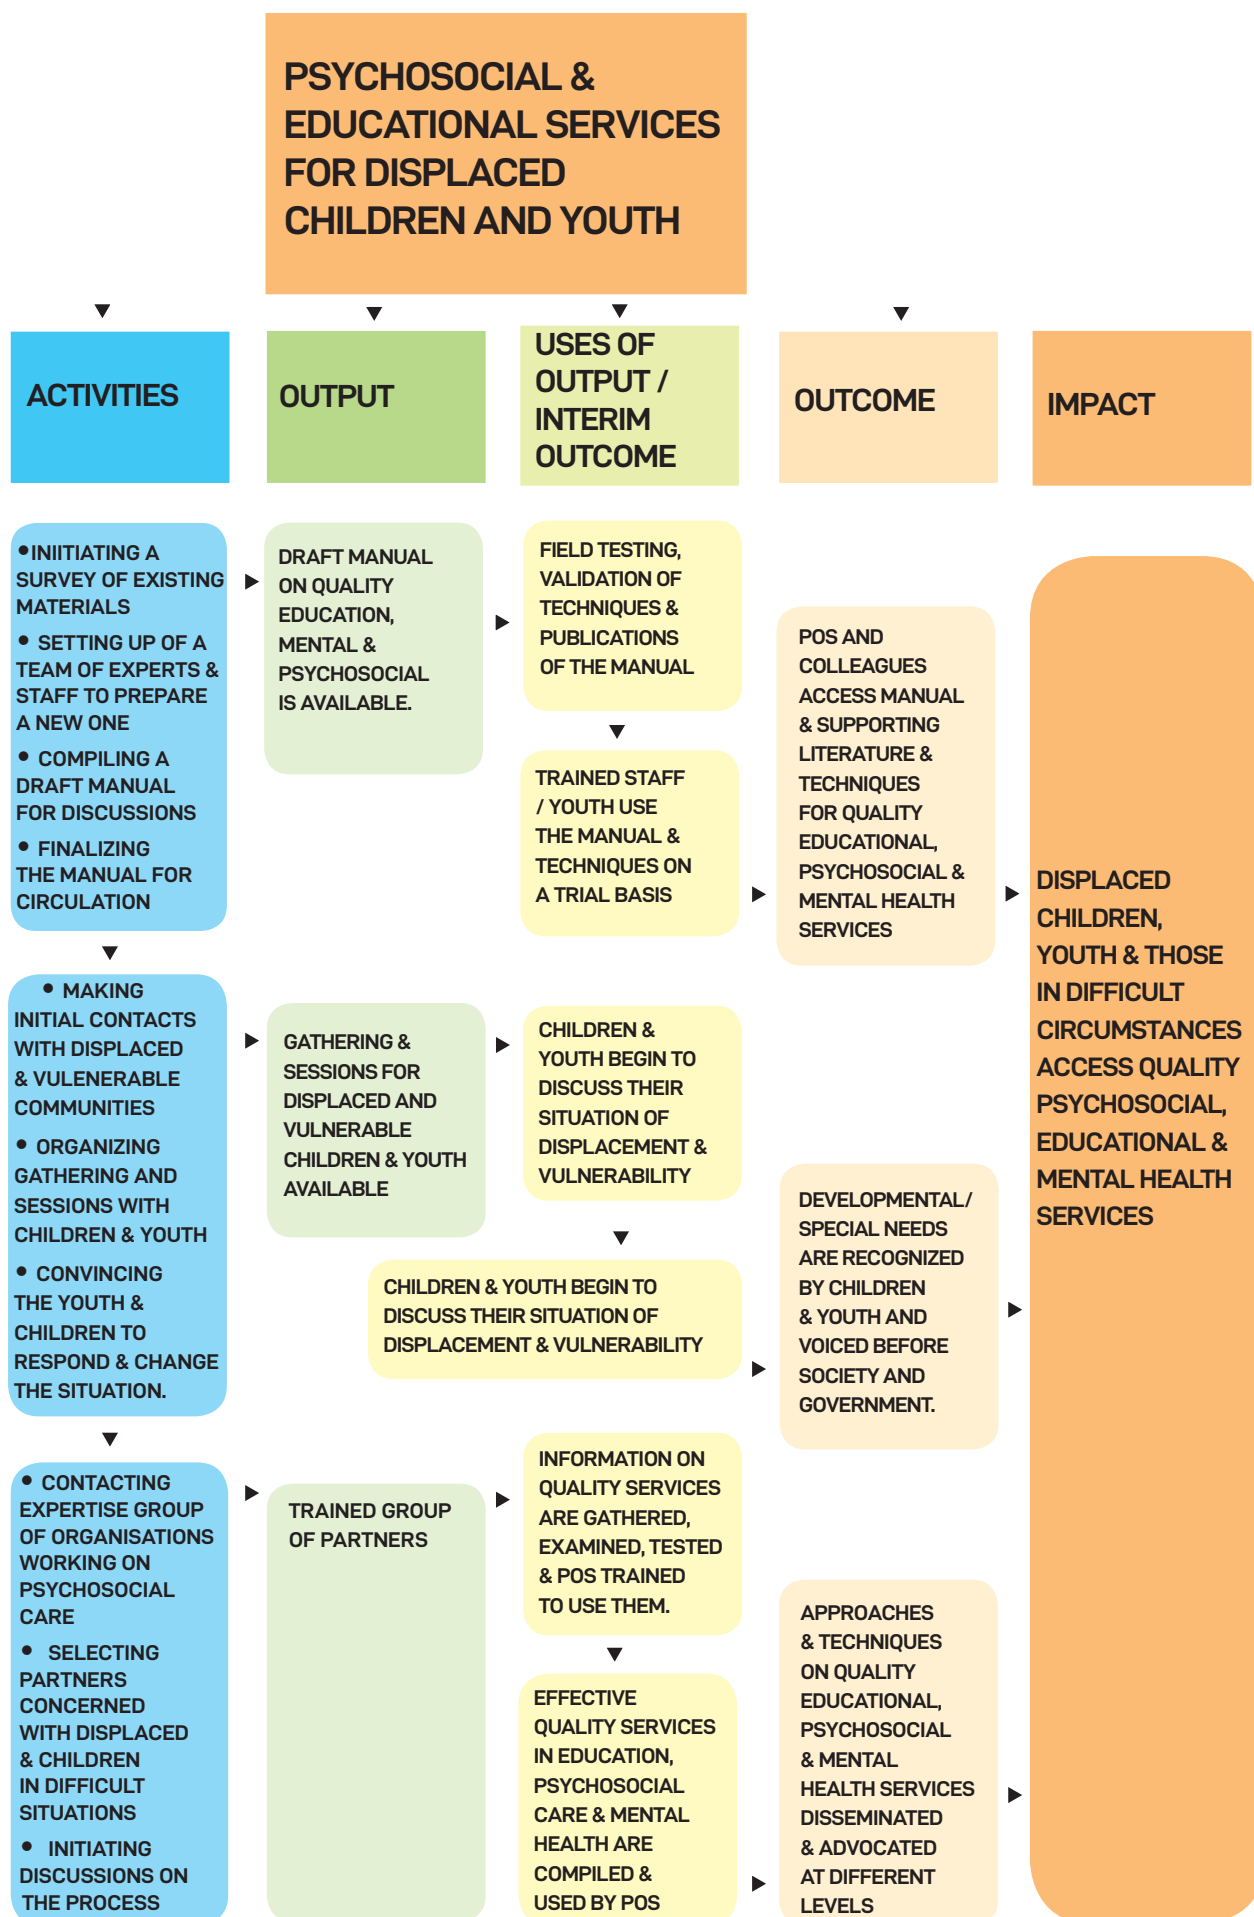 PSYCHOSOCIAL &
EDUCATIONAL SERVICES
FOR DISPLACED
CHILDREN AND YOUTH
ACTIVITIES
OUTPUT
USES OF
OUTPUT /
INTERIM
OUTCOME
OUTCOME
IMPACT
•INIITIATING A
SURVEY OF EXISTING
MATERIALS
• SETTING UP OF A
TEAM OF EXPERTS &
STAFF TO PREPARE
A NEW ONE
• COMPILING A
DRAFT MANUAL
FOR DISCUSSIONS
• FINALIZING
THE MANUAL FOR
CIRCULATION
DRAFT MANUAL
ON QUALITY
EDUCATION,
MENTAL &
PSYCHOSOCIAL
IS AVAILABLE.
FIELD TESTING,
VALIDATION OF
TECHNIQUES &
PUBLICATIONS
OF THE MANUAL
TRAINED STAFF
/ YOUTH USE
THE MANUAL &
TECHNIQUES ON
A TRIAL BASIS
POS AND
COLLEAGUES
ACCESS MANUAL
& SUPPORTING
LITERATURE &
TECHNIQUES
FOR QUALITY
EDUCATIONAL,
PSYCHOSOCIAL &
MENTAL HEALTH
SERVICES
DISPLACED
CHILDREN,
YOUTH & THOSE
IN DIFFICULT
CIRCUMSTANCES
ACCESS QUALITY
PSYCHOSOCIAL,
EDUCATIONAL &
MENTAL HEALTH
SERVICES
• MAKING
INITIAL CONTACTS
WITH DISPLACED
& VULENERABLE
COMMUNITIES
• ORGANIZING
GATHERING AND
SESSIONS WITH
CHILDREN & YOUTH
• CONVINCING
THE YOUTH &
CHILDREN TO
RESPOND & CHANGE
THE SITUATION.
GATHERING &
SESSIONS FOR
DISPLACED AND
VULNERABLE
CHILDREN & YOUTH
AVAILABLE
CHILDREN &
YOUTH BEGIN TO
DISCUSS THEIR
SITUATION OF
DISPLACEMENT &
VULNERABILITY
CHILDREN & YOUTH BEGIN TO
DISCUSS THEIR SITUATION OF
DISPLACEMENT & VULNERABILITY
DEVELOPMENTAL/
SPECIAL NEEDS
ARE RECOGNIZED
BY CHILDREN
& YOUTH AND
VOICED BEFORE
SOCIETY AND
GOVERNMENT.
• CONTACTING
EXPERTISE GROUP
OF ORGANISATIONS
WORKING ON
PSYCHOSOCIAL
CARE
• SELECTING
PARTNERS
CONCERNED
WITH DISPLACED
& CHILDREN
IN DIFFICULT
SITUATIONS
• INITIATING
DISCUSSIONS ON
THE PROCESS
TRAINED GROUP
OF PARTNERS
INFORMATION ON
QUALITY SERVICES
ARE GATHERED,
EXAMINED, TESTED
& POS TRAINED
TO USE THEM.
EFFECTIVE
QUALITY SERVICES
IN EDUCATION,
PSYCHOSOCIAL
CARE & MENTAL
HEALTH ARE
COMPILED &
USED BY POS
APPROACHES
& TECHNIQUES
ON QUALITY
EDUCATIONAL,
PSYCHOSOCIAL
& MENTAL
HEALTH SERVICES
DISSEMINATED
& ADVOCATED
AT DIFFERENT
LEVELS